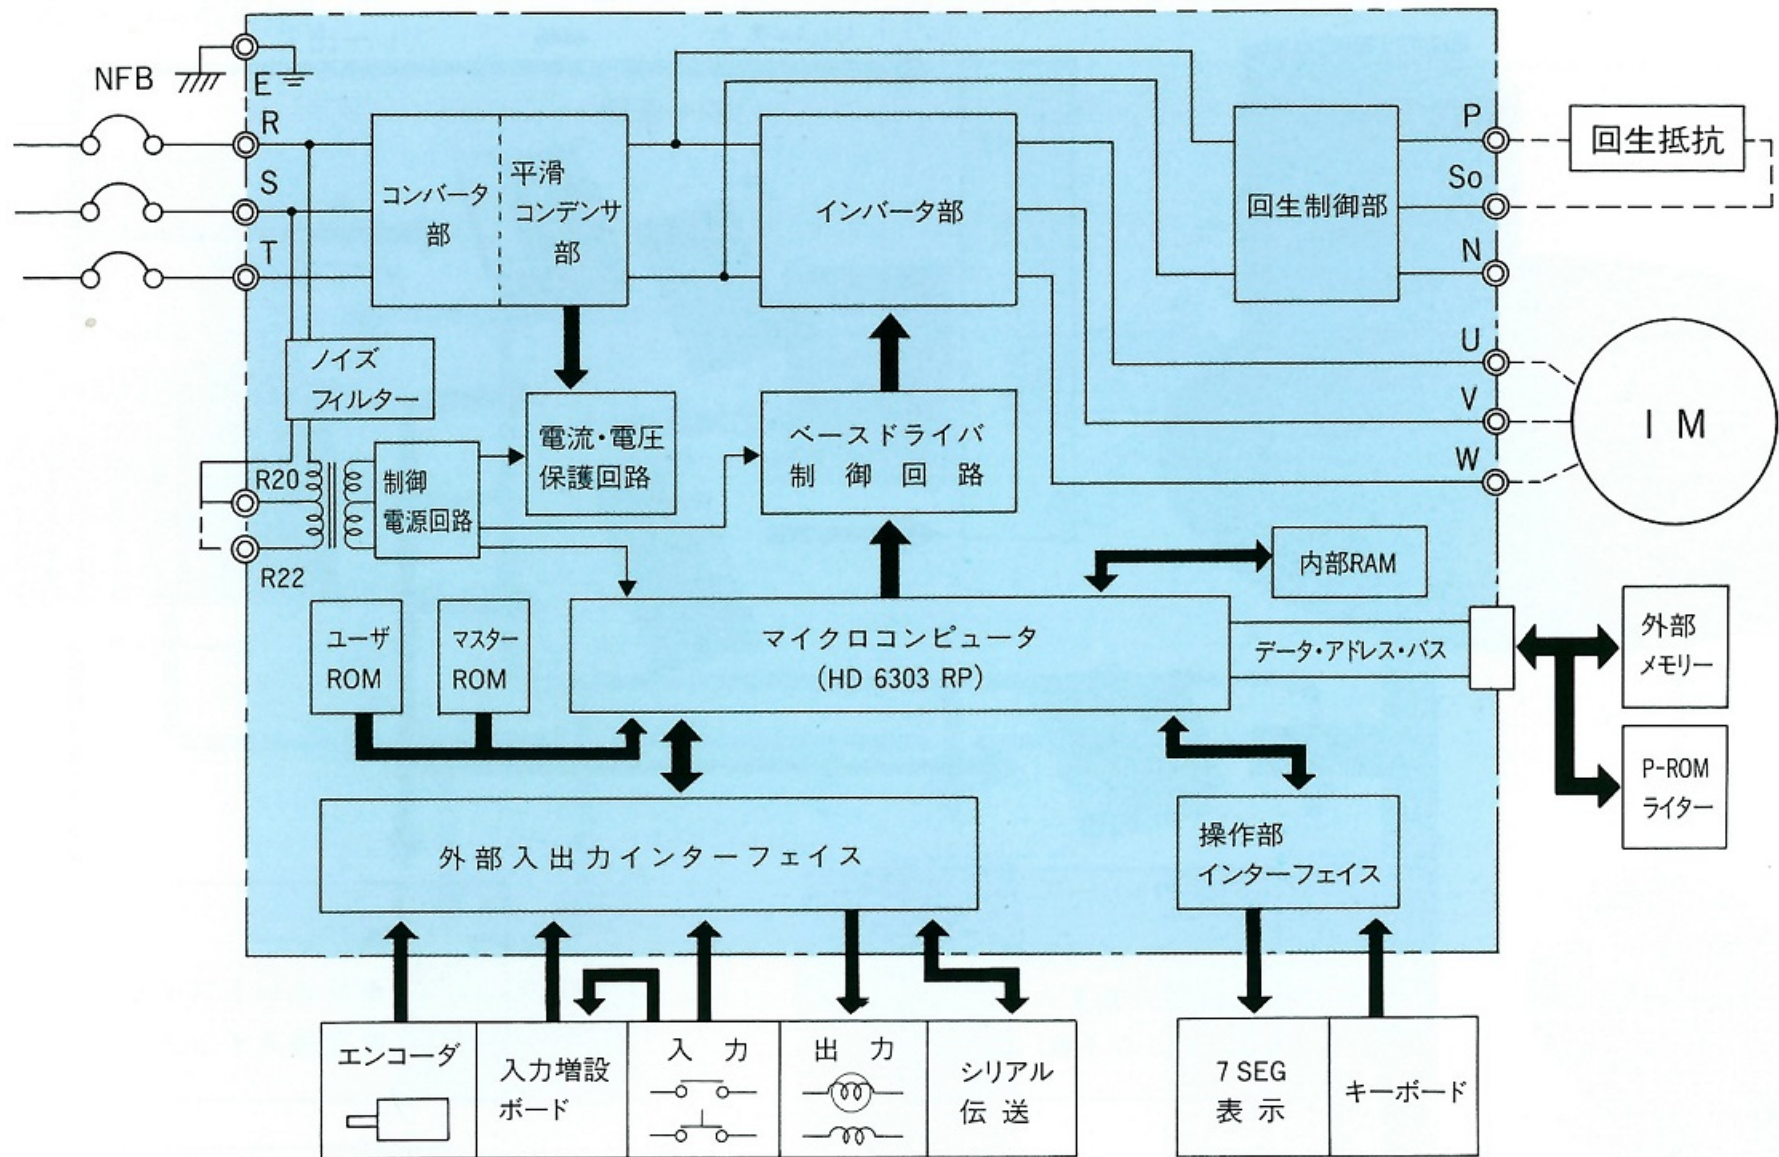 NFB
E
R
S
T
コンバータ
部
平滑
コンデンサ
部
インバータ部
回生制御部
P
So
N
回生抵抗
U
V
W
IM
ノイズ
フィルター
R20
R22
制御
電源回路
電流・電圧
保護回路
ベースドライバ
制御回路
内部RAM
ユーザ
ROM
マスター
ROM
マイクロコンピュータ
(HD 6303 RP)
データ・アドレス・バス
外部
メモリー
P-ROM
ライター
外部入出力インターフェイス
操作部
インターフェイス
エンコーダ
入力増設
ボード
入力
出力
シリアル
伝送
7 SEG
表示
キーボード